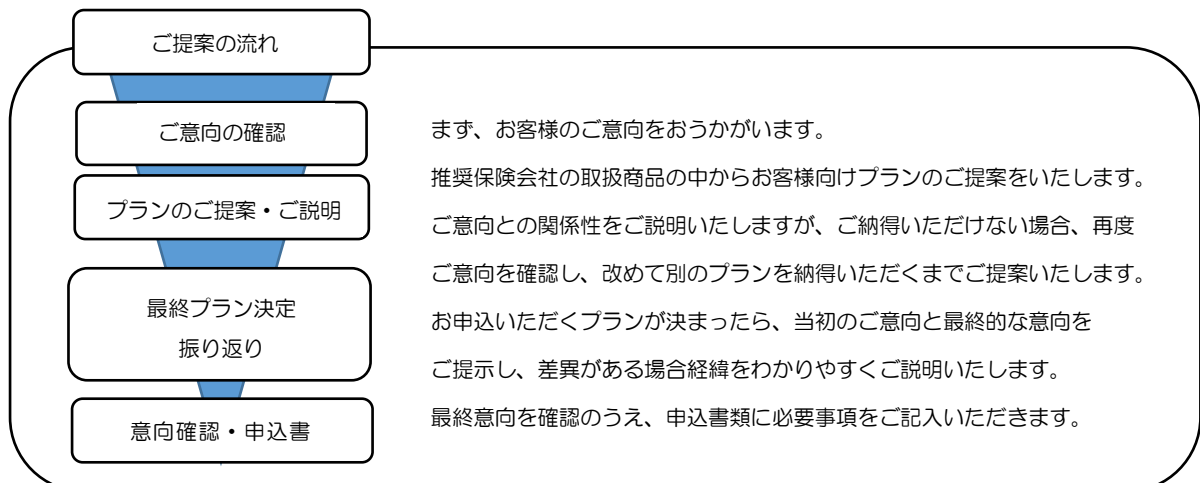 ご提案の流れ
ご意向の確認
まず、お客様のご意向をおうかがいます。
プランのご提案・ご説明
推奨保険会社の取扱商品の中からお客様向けプランのご提案をいたします。
ご意向との関係性をご説明いたしますが、ご納得いただけない場合、再度
ご意向を確認し、改めて別のプランを納得いただくまでご提案いたします。
最終プラン決定
振り返り
お申込いただくプランが決まったら、当初のご意向と最終的な意向を
ご提示し、差異がある場合経緯をわかりやすくご説明いたします。
意向確認・申込書
最終意向を確認のうえ、申込書類に必要事項をご記入いただきます。